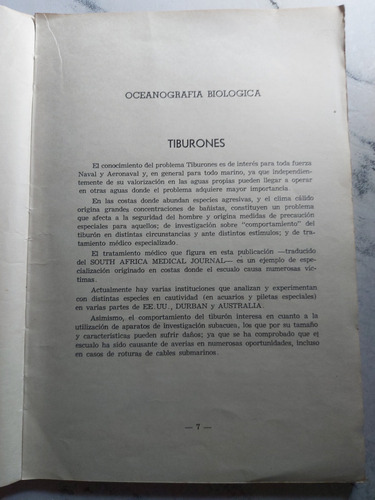 OCEANOGRAFIA BIOLOGICA
TIBURONES
El conocimiento del problema Tiburones es de interés para toda fuerza
Naval y Aeronaval y, en general para todo marino, ya que independiente-
mente de su valorización en las aguas propias pueden llegar a operar
en otras aguas donde el problema adquiere mayor importancia.
En las costas donde abundan especies agresivas, y el clima cálido
origina grandes concentraciones de bañistas, constituyen un problema
que afecta a la seguridad del hombre y origina medidas de precaución
especiales para aquellos; de investigación sobre "comportamiento" del
tiburón en distintas circunstancias y ante distintos estímulos; y de tra-
tamiento médico especializado.
El tratamiento médico que figura en esta publicación —traducido
del SOUTH AFRICA MEDICAL JOURNAL— es un ejemplo de espe-
cialización originado en costas donde el escualo causa numerosas víc-
timas.
Actualmente hay varias instituciones que analizan y experimentan
con distintas especies en cautividad (en acuarios y piletas especiales)
en varias partes de EE.UU., DURBAN y AUSTRALIA.
Asimismo, el comportamiento del tiburón interesa en cuanto a la
utilización de aparatos de investigación subacua, los que por su tamaño
y características pueden sufrir daños; ya que se ha comprobado que el
escualo ha sido causante de averías en numerosas oportunidades, incluso
en casos de roturas de cables submarinos.
— 7 —